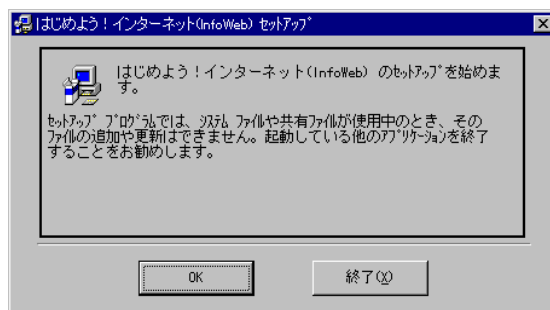 はじめよう！インターネット(InfoWeb) ｾｯﾄｱｯﾌﾟ
はじめよう！インターネット(InfoWeb) のｾｯﾄｱｯﾌﾟを始めま
す。
ｾｯﾄｱｯﾌﾟ ﾌﾟﾛｸﾞﾗﾑでは、ｼｽﾃﾑ ﾌｧｲﾙや共有ﾌｧｲﾙが使用中のとき、その
ﾌｧｲﾙの追加や更新はできません。起動している他のｱﾌﾟﾘｹｰｼｮﾝを終了
することをお勧めします。
OK
終了(X)